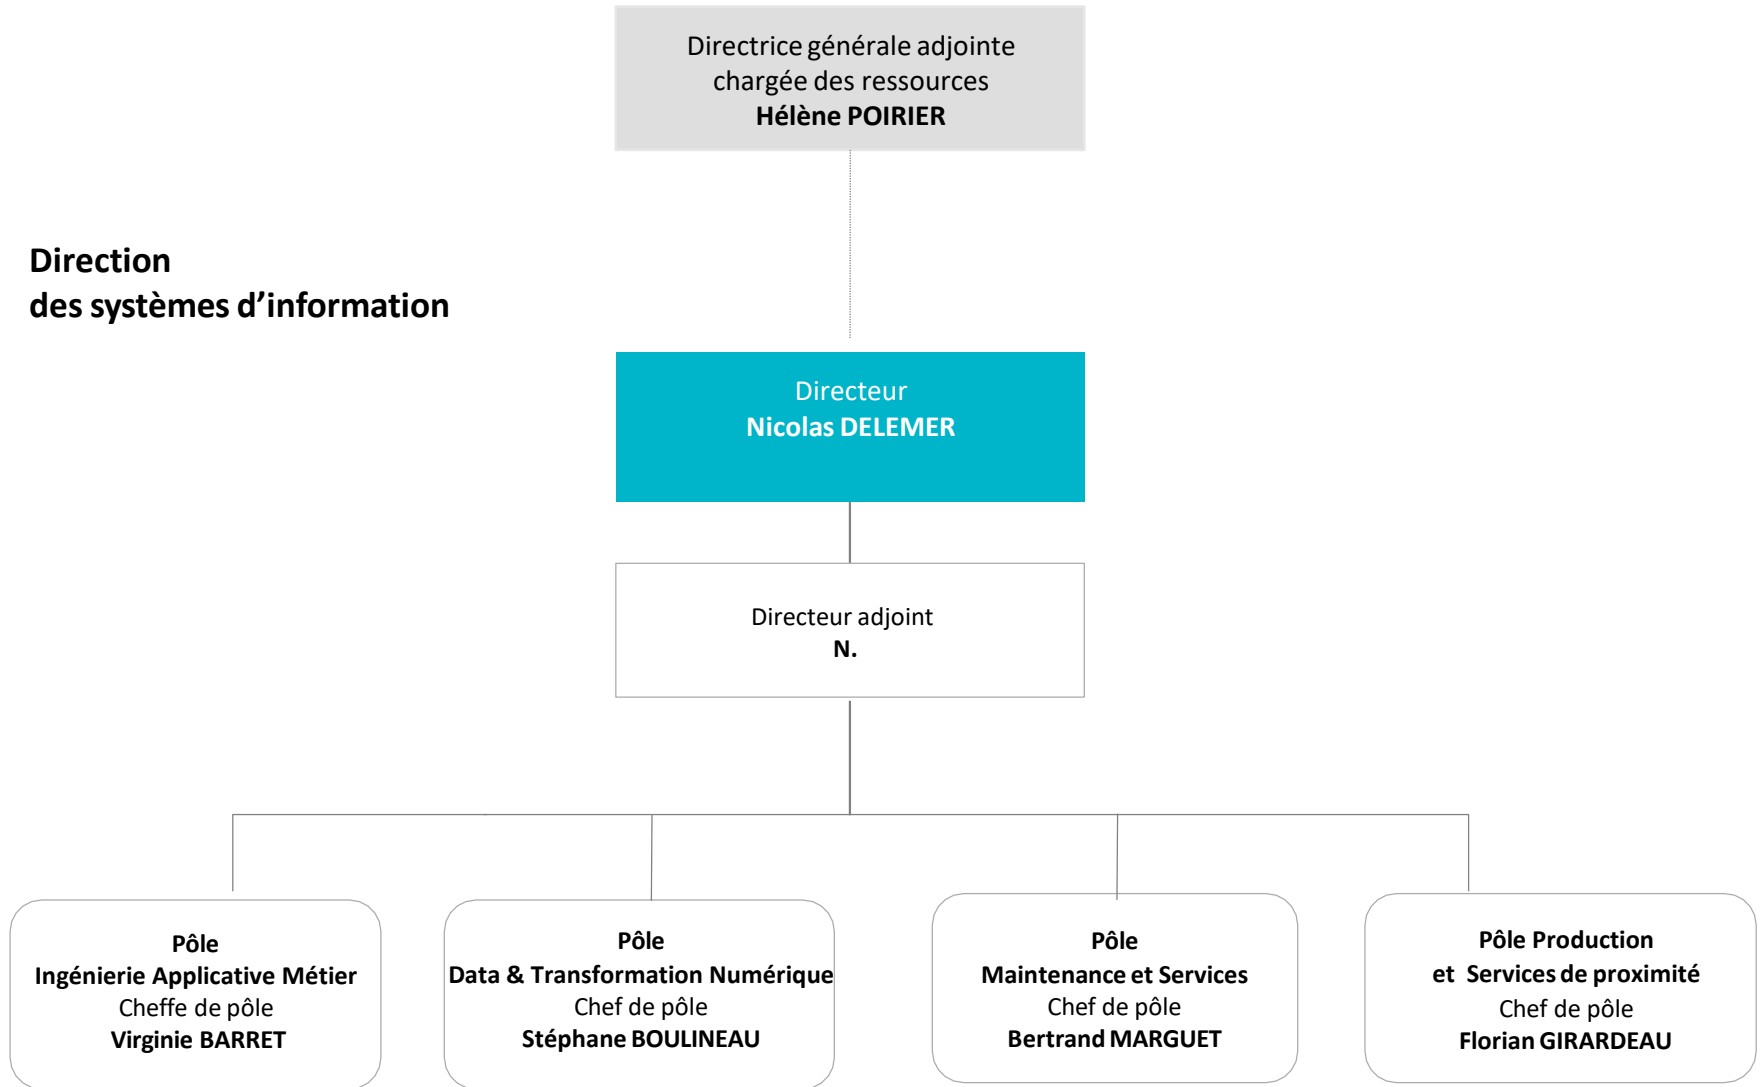 Directrice générale adjointe
chargée des ressources
Hélène POIRIER
Direction
des systèmes d’information
Directeur
Nicolas DELEMER
Directeur adjoint
N.
Pôle
Ingénierie Applicative Métier
Cheffe de pôle
Virginie BARRET
Pôle
Data & Transformation Numérique
Chef de pôle
Stéphane BOULINEAU
Pôle
Maintenance et Services
Chef de pôle
Bertrand MARGUET
Pôle Production
et Services de proximité
Chef de pôle
Florian GIRARDEAU